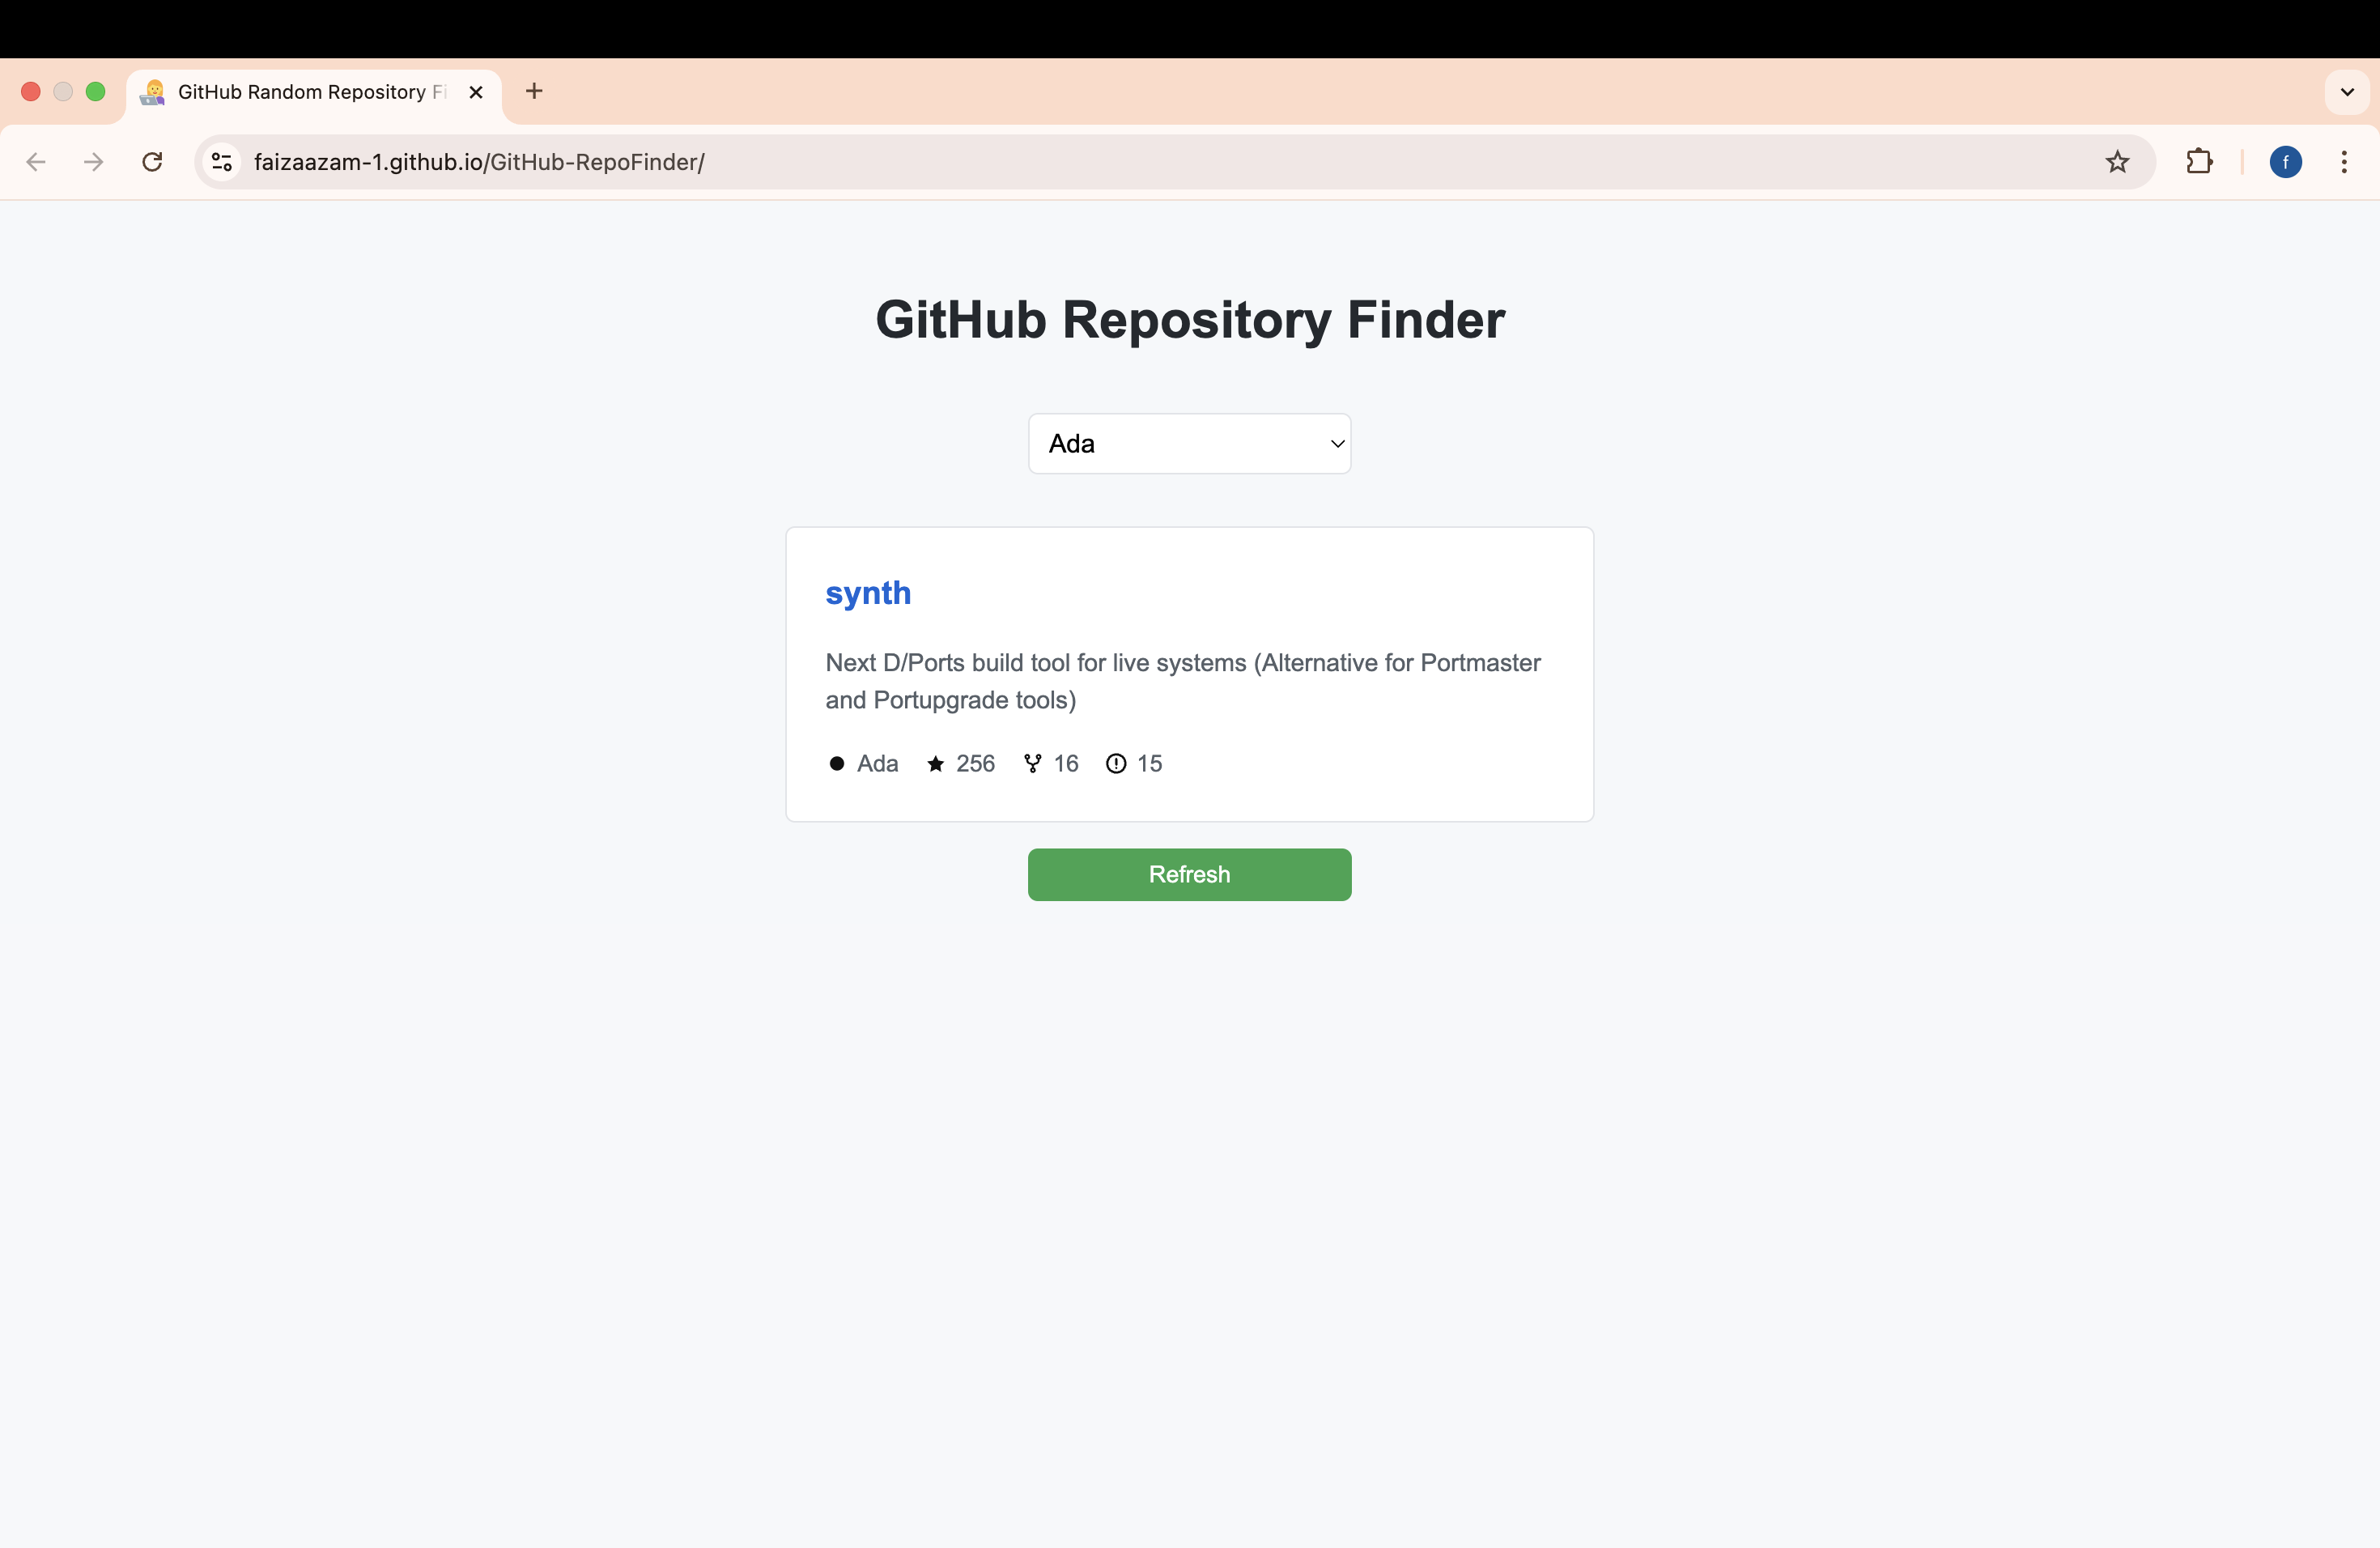 GitHub Random Repository Fi
faizaazam-1.github.io/GitHub-RepoFinder/
f
GitHub Repository Finder
Ada
synth
Next D/Ports build tool for live systems (Alternative for Portmaster
and Portupgrade tools)
Ada 256 16 15
Refresh